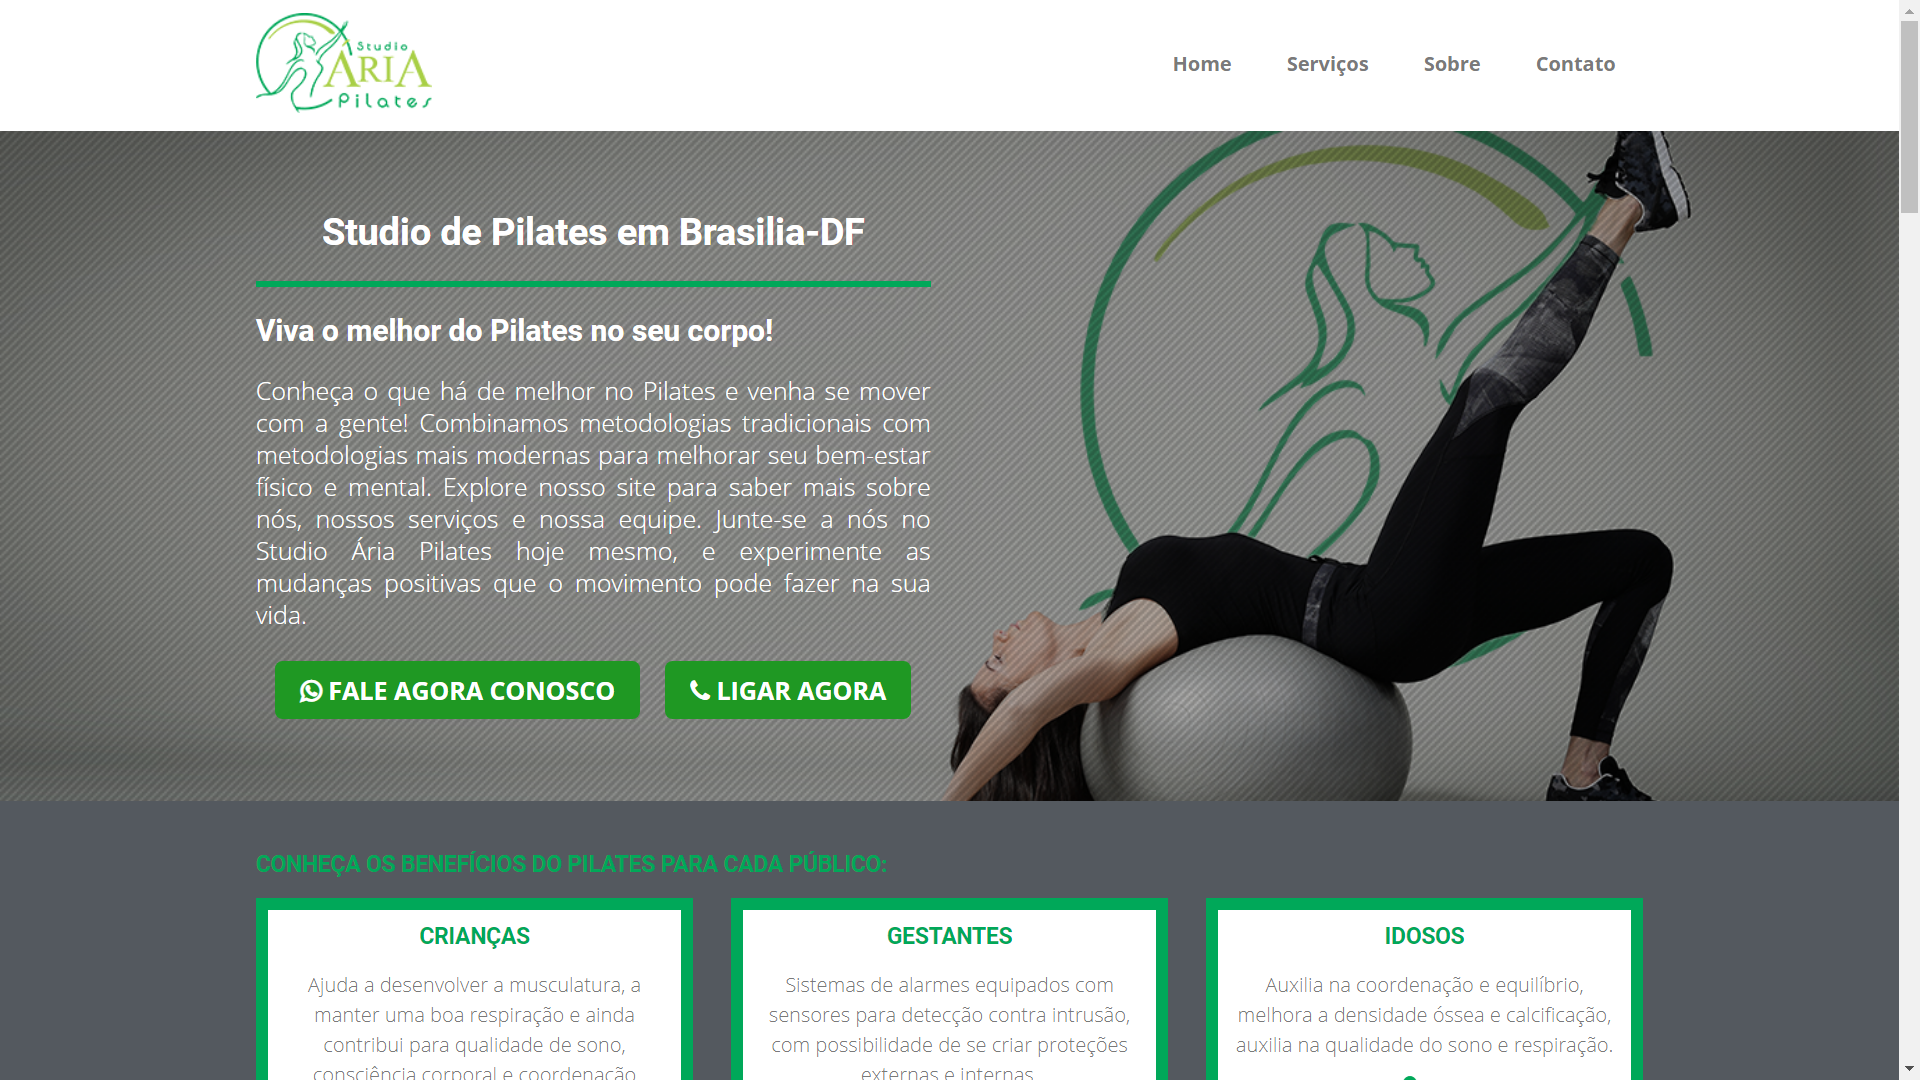 Studio
ÁRIA
Pilates
Home
Serviços
Sobre
Contato
Studio de Pilates em Brasilia-DF
Viva o melhor do Pilates no seu corpo!
Conheça o que há de melhor no Pilates e venha se mover
com a gente! Combinamos metodologias tradicionais com
metodologias mais modernas para melhorar seu bem-estar
físico e mental. Explore nosso site para saber mais sobre
nós, nossos serviços e nossa equipe. Junte-se a nós no
Studio Ária Pilates hoje mesmo, e experimente as
mudanças positivas que o movimento pode fazer na sua
vida.
FALE AGORA CONOSCO
LIGAR AGORA
CONHEÇA OS BENEFÍCIOS DO PILATES PARA CADA PÚBLICO:
CRIANÇAS
Ajuda a desenvolver a musculatura, a
manter uma boa respiração e ainda
contribui para qualidade de sono,
consciência corporal e coordenação
GESTANTES
Sistemas de alarmes equipados com
sensores para detecção contra intrusão,
com possibilidade de se criar proteções
externas e internas
IDOSOS
Auxilia na coordenação e equilíbrio,
melhora a densidade óssea e calcificação,
auxilia na qualidade do sono e respiração.